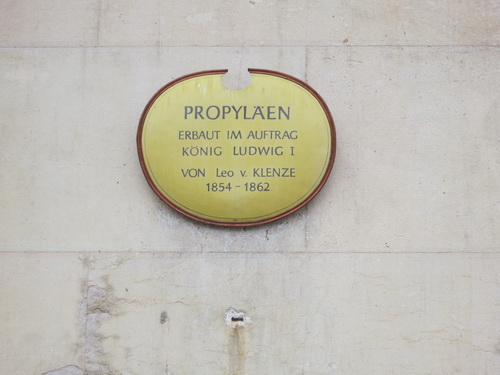 PROPYLÄEN
ERBAUT IM AUFTRAG
KÖNIG LUDWIG I
VON Leo v. KLENZE
1854 - 1862